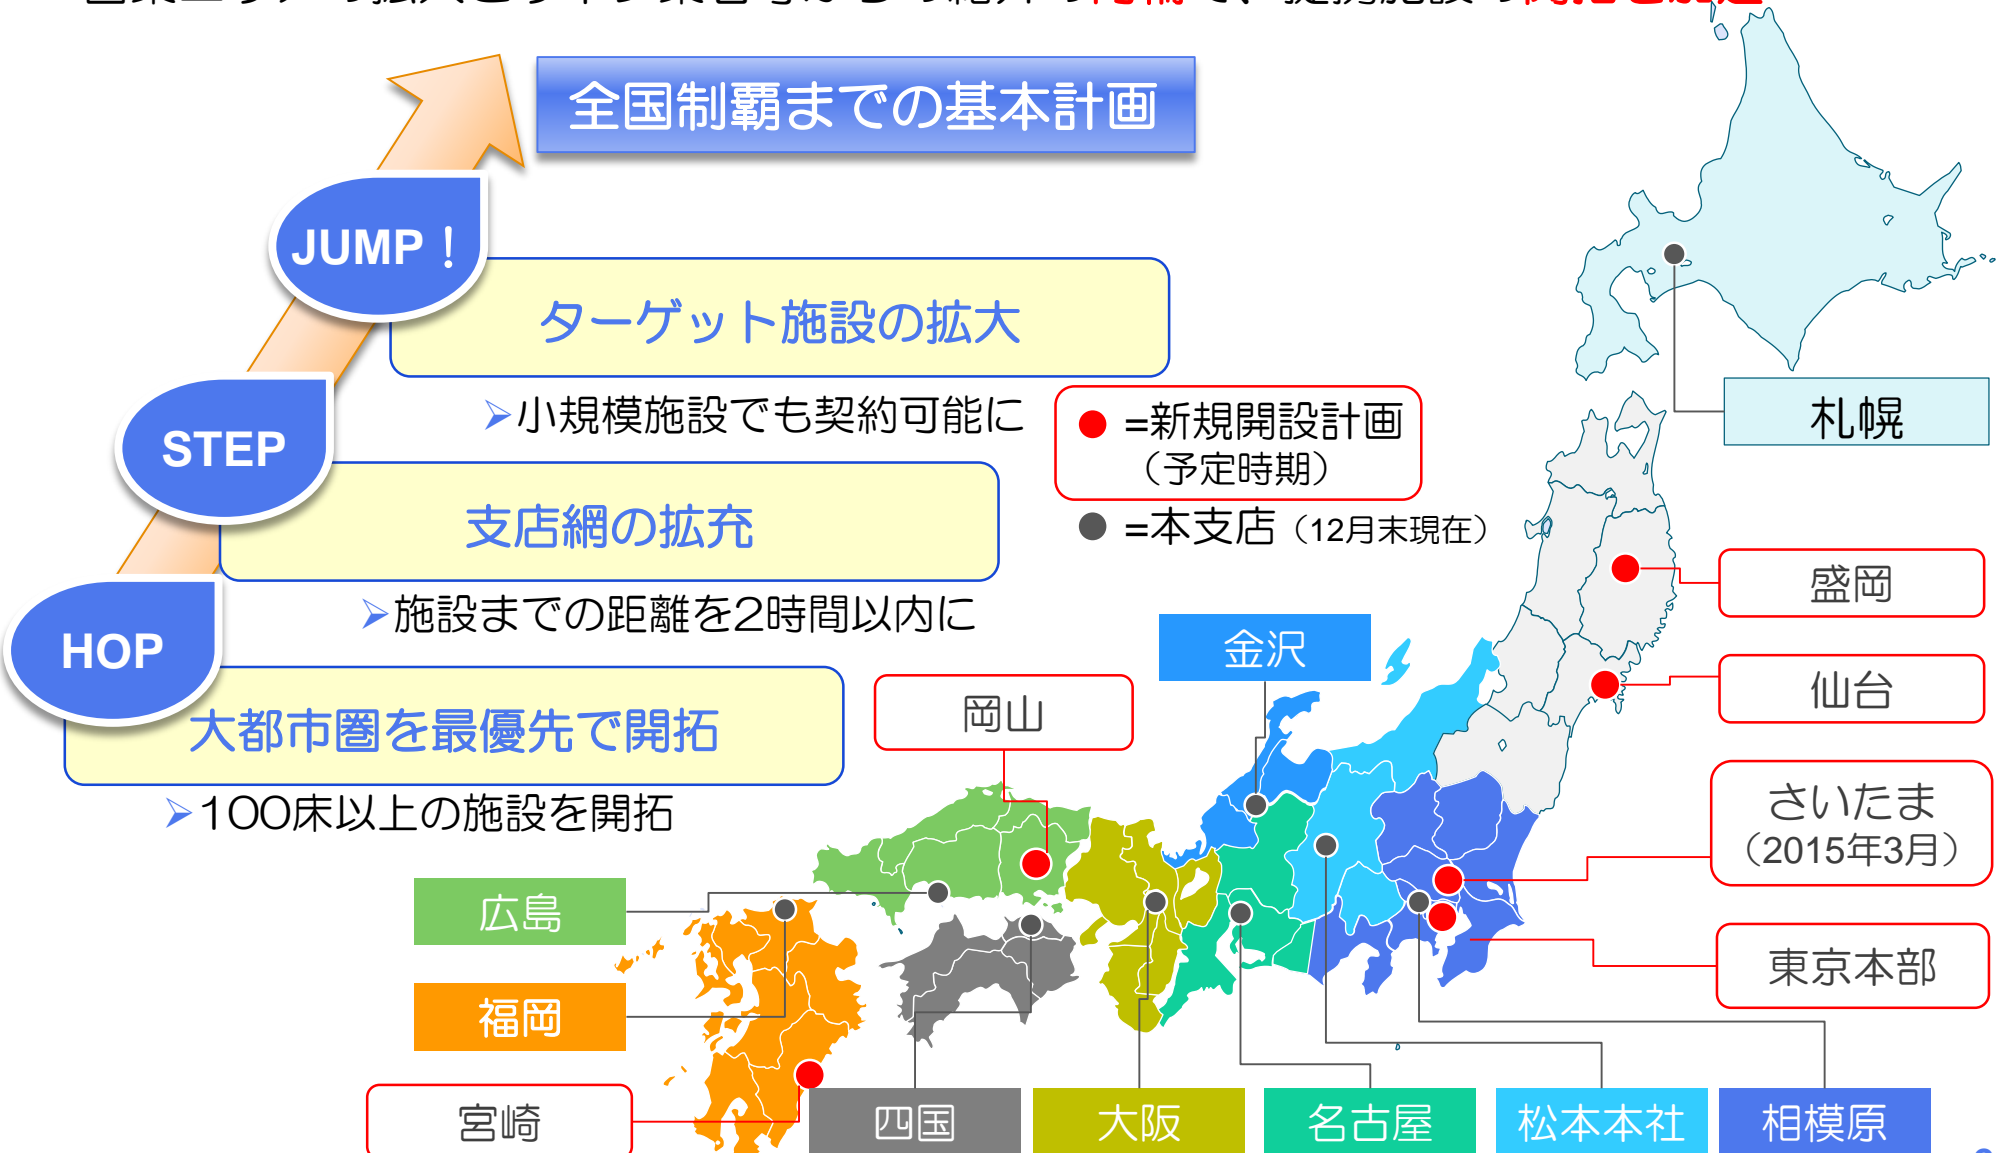 全国制覇までの基本計画
JUMP！
ターゲット施設の拡大
➢小規模施設でも契約可能に
STEP
支店網の拡充
➢施設までの距離を2時間以内に
HOP
大都市圏を最優先で開拓
➢100床以上の施設を開拓
● =新規開設計画
（予定時期）
● =本支店（12月末現在）
札幌
盛岡
仙台
さいたま
（2015年3月）
東京本部
金沢
岡山
広島
福岡
宮崎
四国
大阪
名古屋
松本本社
相模原